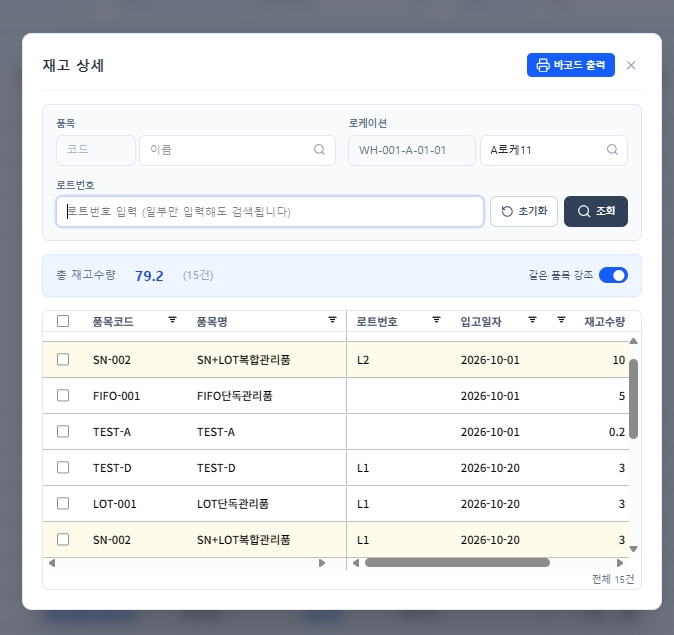 재고 상세
바코드 출력
품목
로케이션
코드
이름
WH-001-A-01-01
A로케11
로트번호
로트번호 입력 (일부만 입력해도 검색됩니다)
초기화
조회
총 재고수량 79.2 (15건)
같은 품목 강조
품목코드 품목명 로트번호 입고일자 재고수량
SN-002 SN+LOT복합관리품 L2 2026-10-01 10
FIFO-001 FIFO단독관리품 2026-10-01 5
TEST-A TEST-A 2026-10-01 0.2
TEST-D TEST-D L1 2026-10-20 3
LOT-001 LOT단독관리품 L1 2026-10-20 3
SN-002 SN+LOT복합관리품 L1 2026-10-20 3
전체 15건